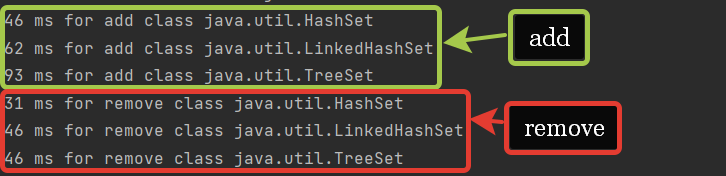 46 ms for add class java.util.HashSet
62 ms for add class java.util.LinkedHashSet
93 ms for add class java.util.TreeSet
add
31 ms for remove class java.util.HashSet
46 ms for remove class java.util.LinkedHashSet
46 ms for remove class java.util.TreeSet
remove